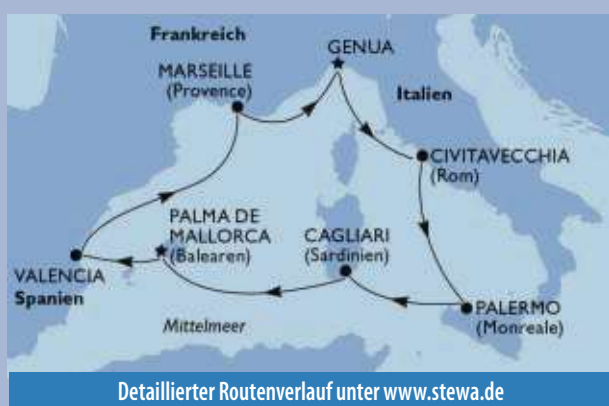 Frankreich
GENUA
MARSEILLE
(Provence)
Italien
CIVITAVECCHIA
(Rom)
PALMA DE
MALLORCA
(Balearen)
CAGLIARI
(Sardinien)
VALENCIA
Spanien
PALERMO
(Monreale)
Mittelmeer
Detaillierter Routenverlauf unter www.stewa.de